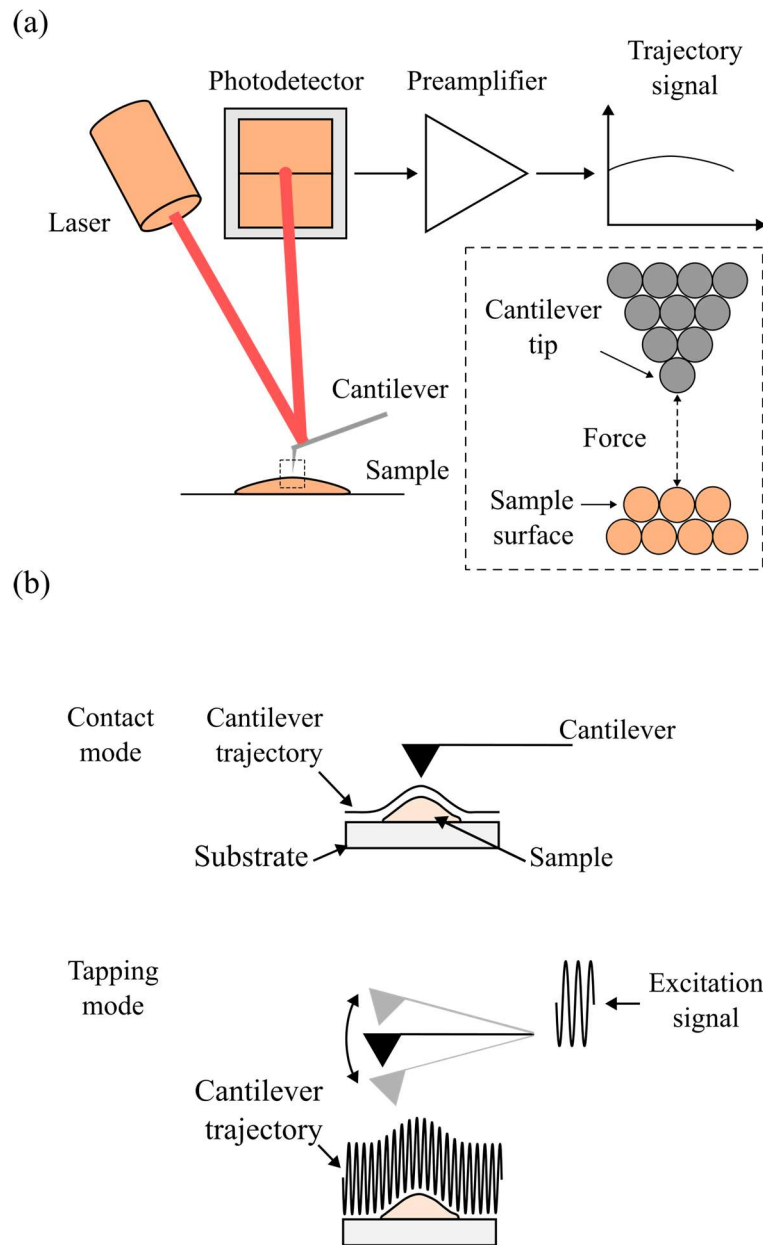 (a)
Photodetector
Preamplifier
Trajectory
signal
Laser
Cantilever
Sample
Cantilever
tip
Force
Sample
surface
(b)
Contact
mode
Cantilever
trajectory
Cantilever
Substrate
Sample
Tapping
mode
Excitation
signal
Cantilever
trajectory